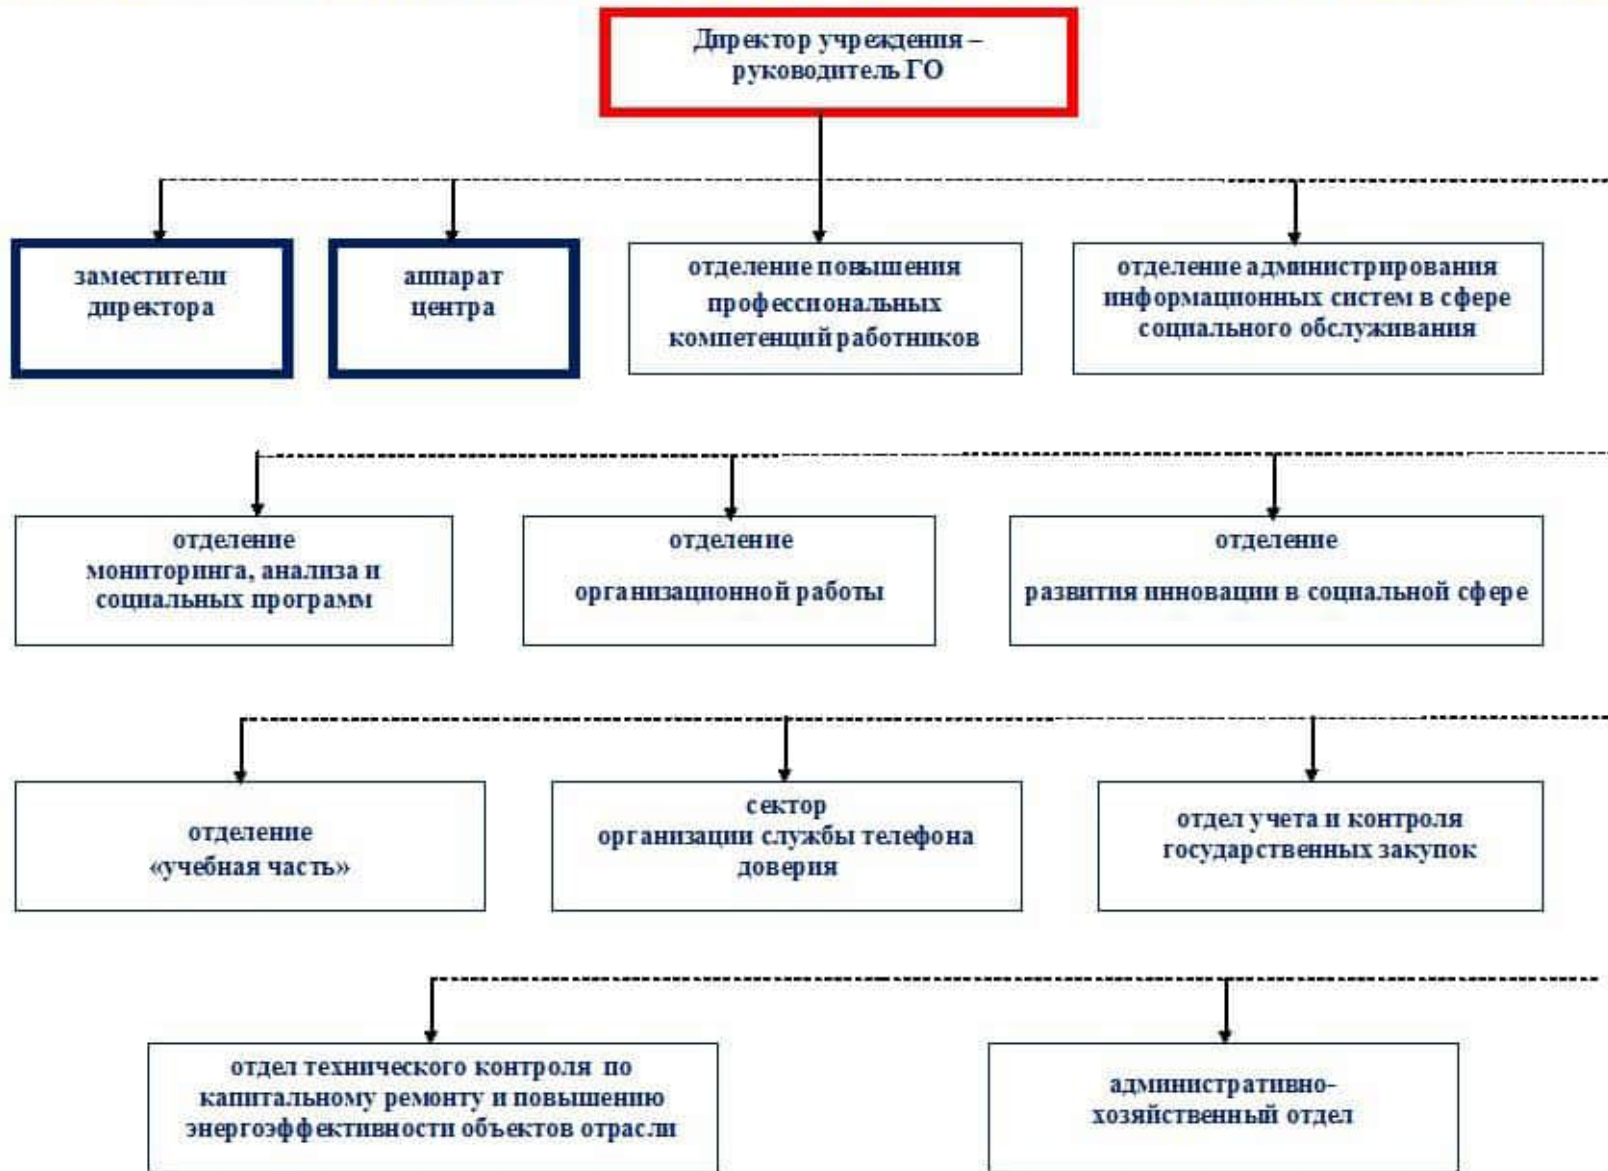 Директор учреждения –
руководитель ГО
заместители
директора
аппарат
центра
отделение повышения
профессиональных
компетенций работников
отделение администрирования
информационных систем в сфере
социального обслуживания
отделение
мониторинга, анализа и
социальных программ
отделение
организационной работы
отделение
развития инновации в социальной сфере
отделение
«учебная часть»
сектор
организации службы телефона
доверия
отдел учета и контроля
государственных закупок
отдел технического контроля по
капитальному ремонту и повышению
энергоэффективности объектов отрасли
административно-
хозяйственный отдел